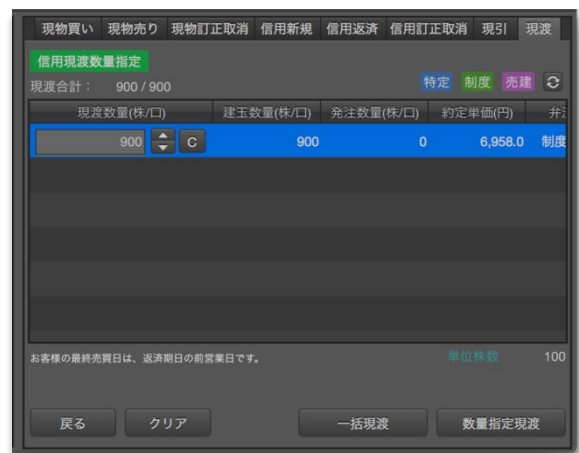 現物買い 現物売り 現物訂正取消 信用新規 信用返済 信用訂正取消 現引 現渡
信用現渡数量指定
現渡合計： 900 / 900 特定 制度 売建
現渡数量(株/口) 建玉数量(株/口) 発注数量(株/口) 約定単価(円) 弁済
900 C 900 0 6,958.0 制度
お客様の最終売買日は、返済期日の前営業日です。 単位株数 100
戻る クリア 一括現渡 数量指定現渡